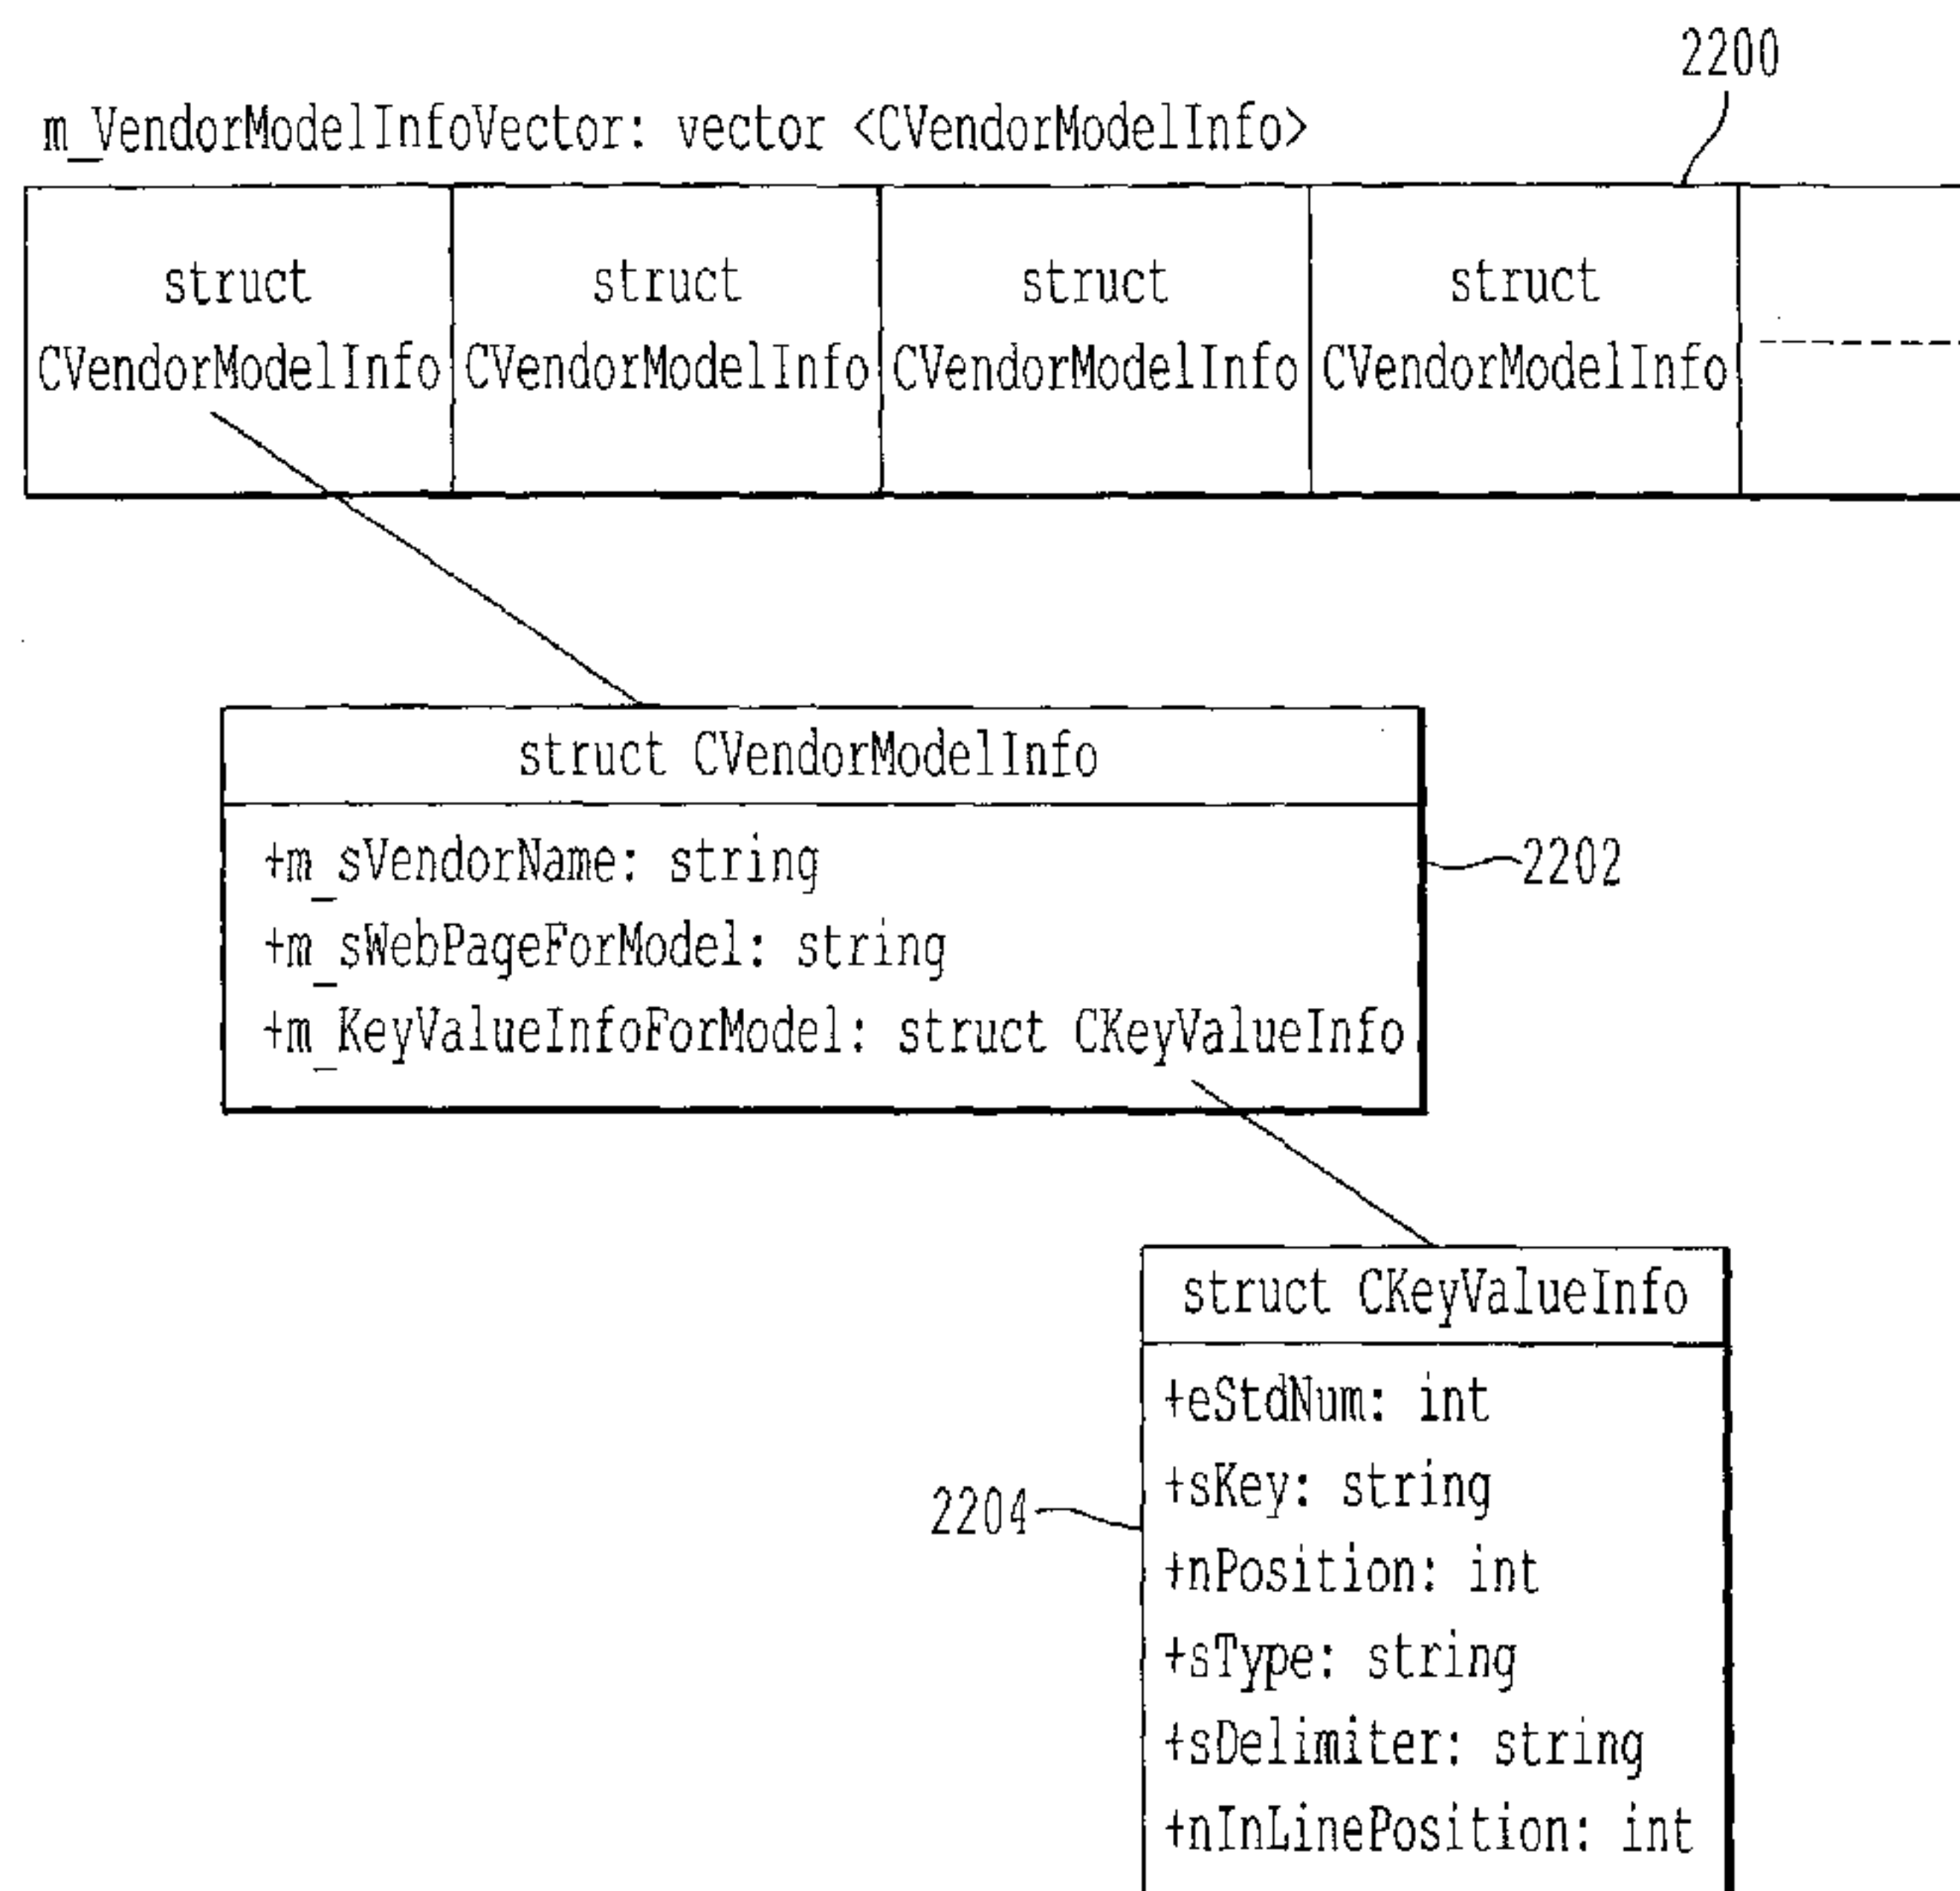 2200
m_VendorModelInfoVector: vector <CVendorModelInfo>
struct
CVendorModelInfo
struct
CVendorModelInfo
struct
CVendorModelInfo
struct
CVendorModelInfo
struct CVendorModelInfo
+m_sVendorName: string
+m_sWebPageForModel: string
+m_KeyValueInfoForModel: struct CKeyValueInfo
2202
struct CKeyValueInfo
+eStdNum: int
+sKey: string
+nPosition: int
+sType: string
+sDelimiter: string
+nInLinePosition: int
2204